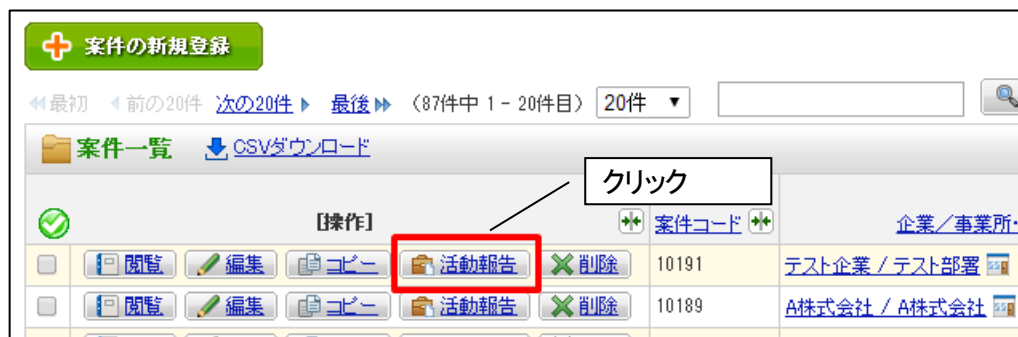 案件の新規登録
最初 前の20件 次の20件 最後 (87件中 1 - 20件目) 20件 ▼
案件一覧 CSVダウンロード
クリック
[操作] 案件コード 企業/事業所・
閲覧 編集 コピー 活動報告 削除 10191 テスト企業 / テスト部署
閲覧 編集 コピー 活動報告 削除 10189 A株式会社 / A株式会社